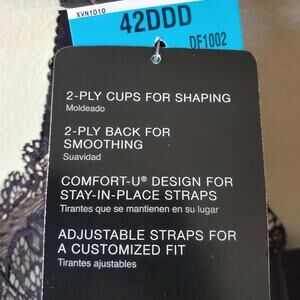 XVN1010
42DDD
DF1002
2-PLY CUPS FOR SHAPING
Moldeado
2-PLY BACK FOR
SMOOTHING
Suavidad
COMFORT-U® DESIGN FOR
STAY-IN-PLACE STRAPS
Tirantes que se mantienen en su lugar
ADJUSTABLE STRAPS FOR
A CUSTOMIZED FIT
Tirantes ajustables